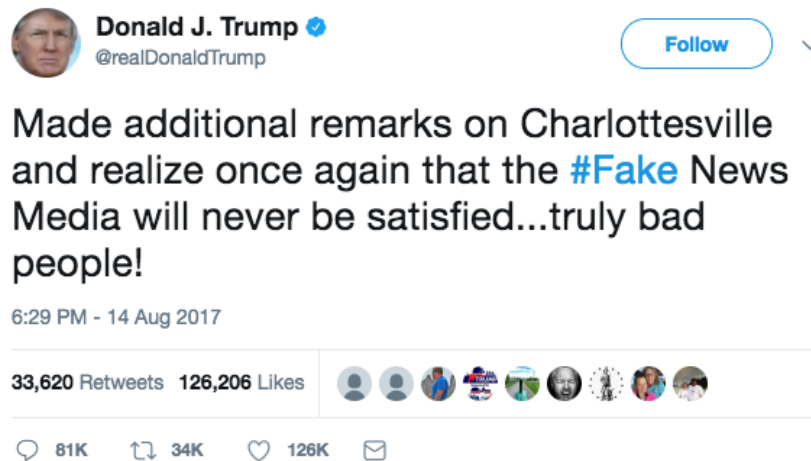 Donald J. Trump
@realDonaldTrump
Follow
Made additional remarks on Charlottesville
and realize once again that the #Fake News
Media will never be satisfied...truly bad
people!
6:29 PM - 14 Aug 2017
33,620 Retweets 126,206 Likes
81K 34K 126K